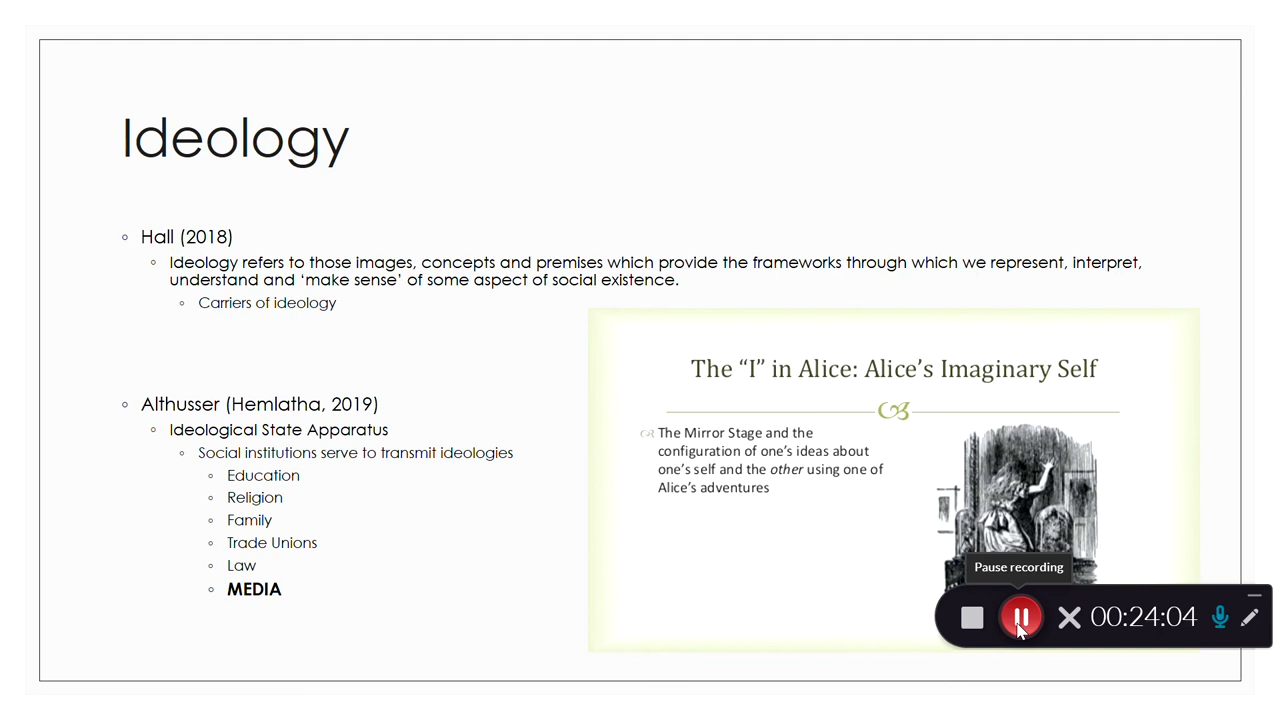 Ideology
Hall (2018)
Ideology refers to those images, concepts and premises which provide the frameworks through which we represent, interpret,
understand and ‘make sense’ of some aspect of social existence.
Carriers of ideology
Althusser (Hemlatha, 2019)
Ideological State Apparatus
Social institutions serve to transmit ideologies
Education
Religion
Family
Trade Unions
Law
MEDIA
The “I” in Alice: Alice’s Imaginary Self
The Mirror Stage and the
configuration of one’s ideas about
one’s self and the other using one of
Alice’s adventures
Pause recording
00:24:04